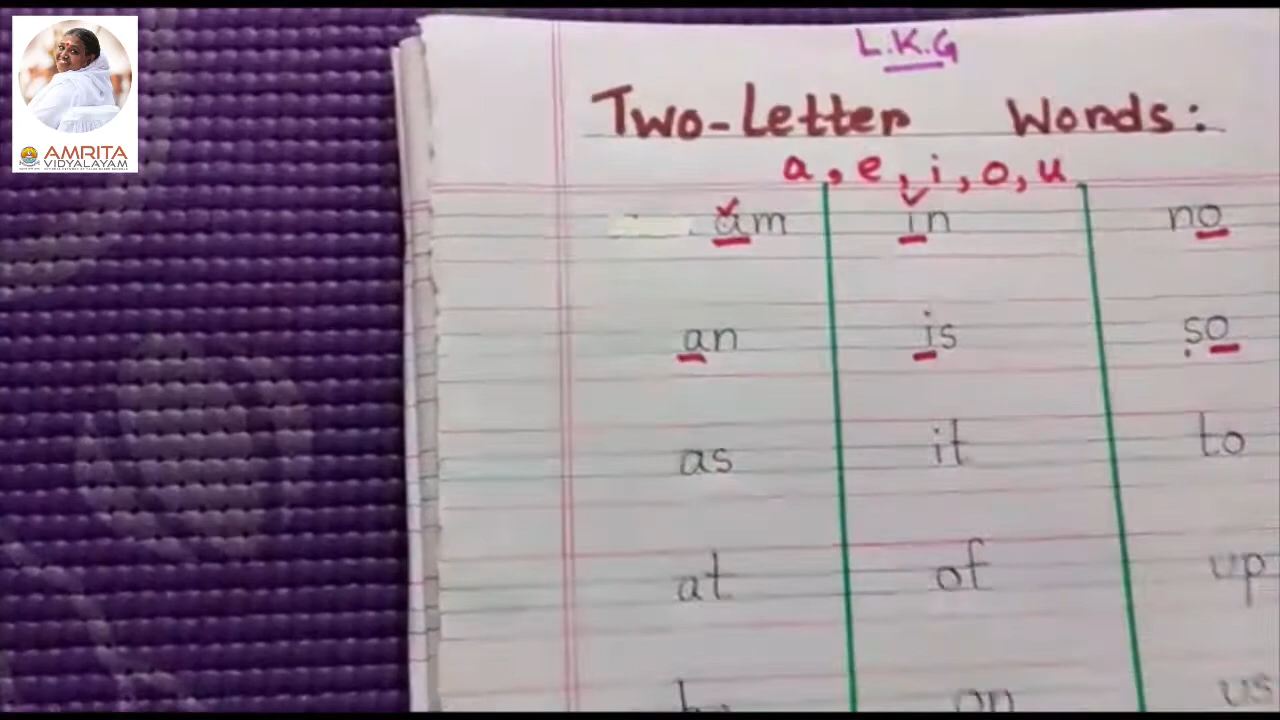 AMRITA
VIDYALAYAM
L.K.G
Two-Letter Words:
a, e, i, o, u
am in no
an is so
as it to
at of up
on us